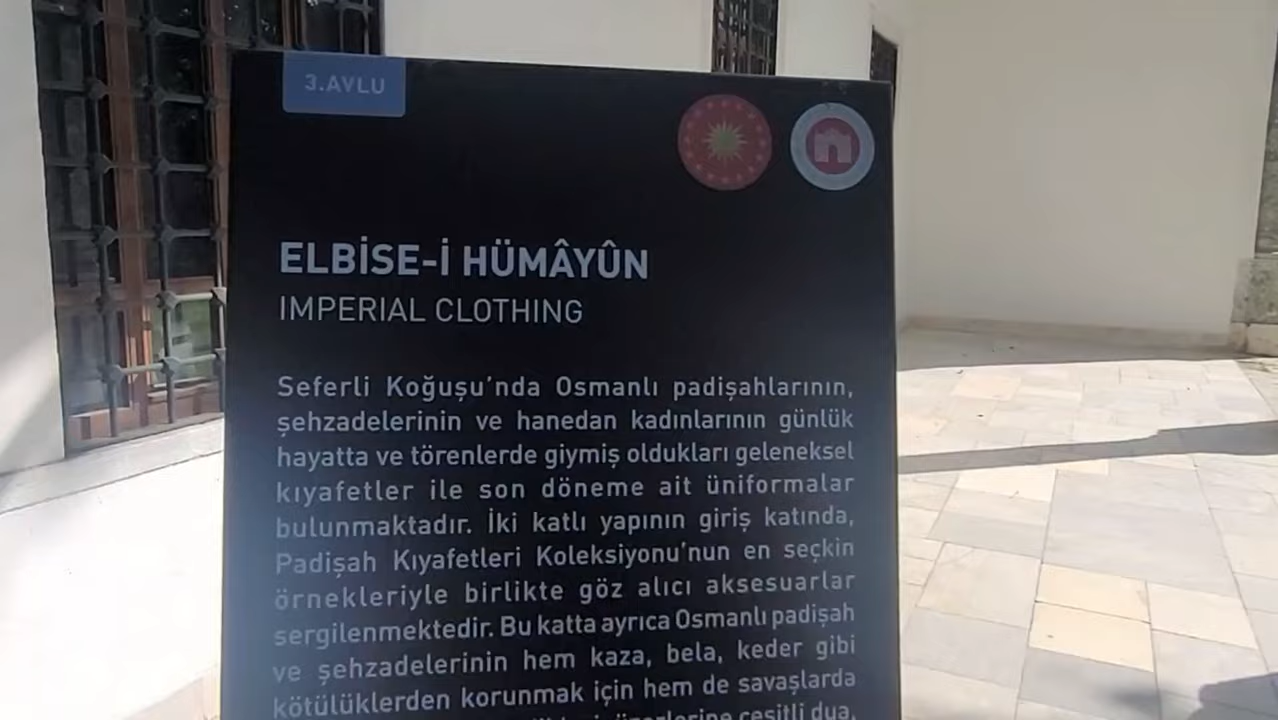 3.AVLU
ELBİSE-İ HÜMÂYÛN
IMPERIAL CLOTHING
Seferli Koğuşu'nda Osmanlı padişahlarının,
şehzadelerinin ve hanedan kadınlarının günlük
hayatta ve törenlerde giymiş oldukları geleneksel
kıyafetler ile son döneme ait üniformalar
bulunmaktadır. İki katlı yapının giriş katında,
Padişah Kıyafetleri Koleksiyonu'nun en seçkin
örnekleriyle birlikte göz alıcı aksesuarlar
sergilenmektedir. Bu katta ayrıca Osmanlı padişah
ve şehzadelerinin hem kaza, bela, keder gibi
kötülüklerden korunmak için hem de savaşlarda
üzerlerine çeşitli dua,